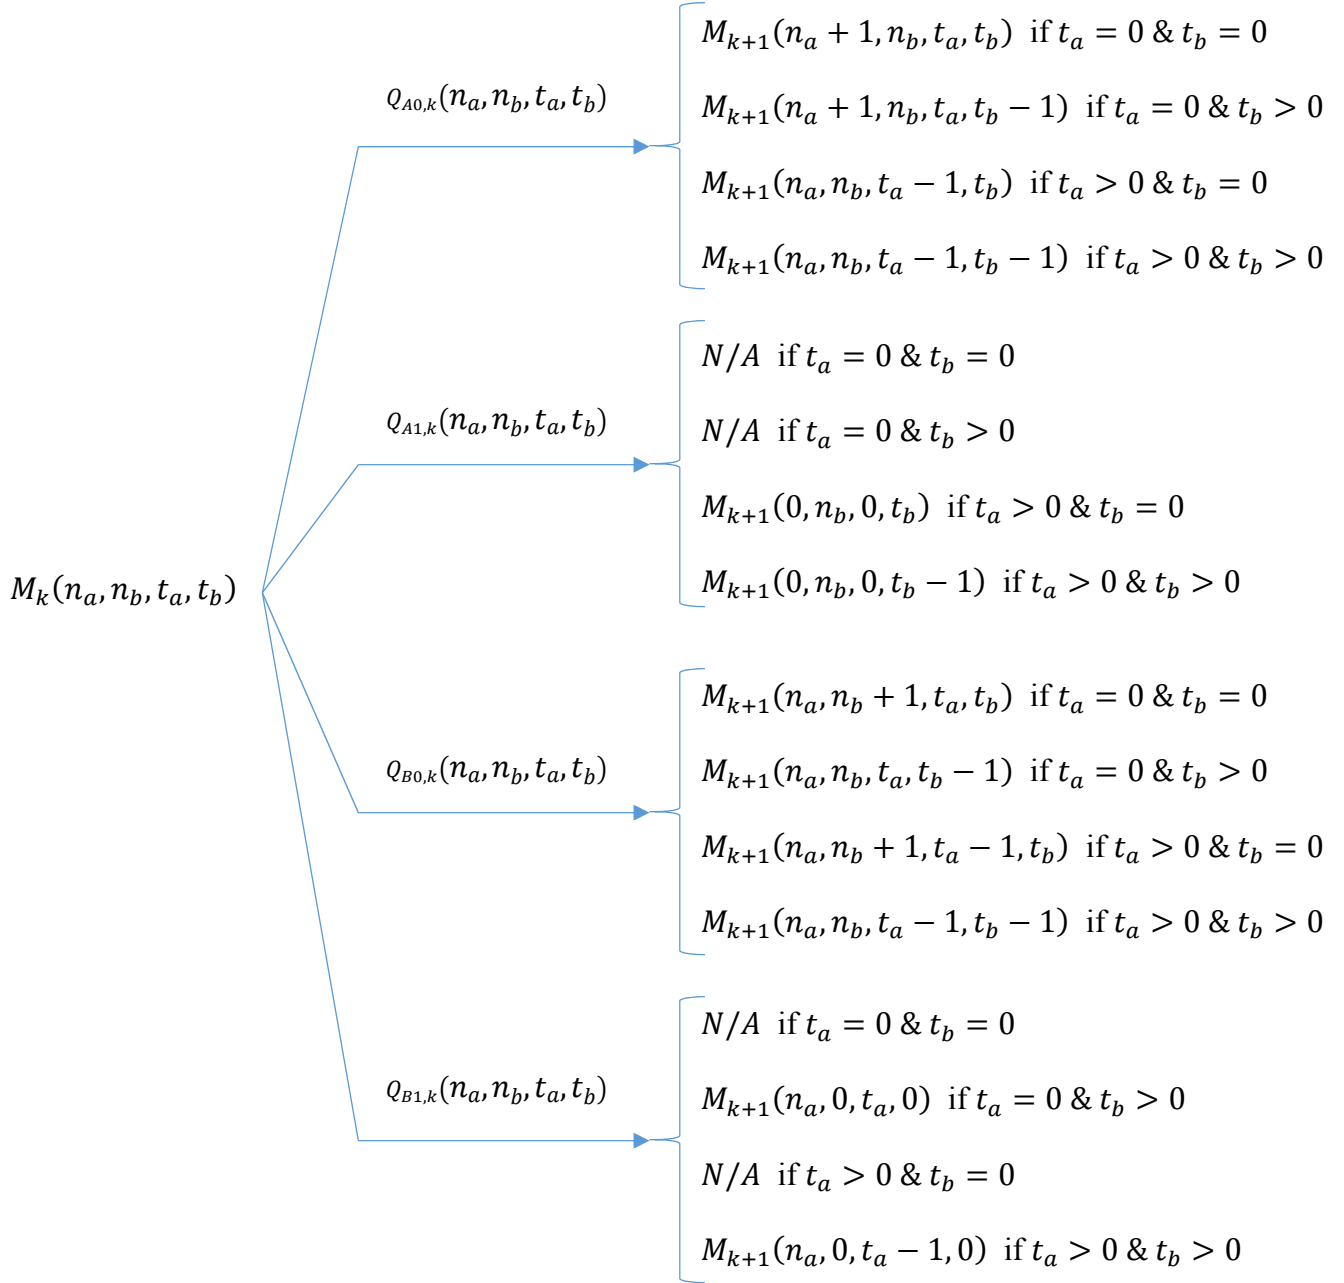 M_{k+1}(n_a + 1, n_b, t_a, t_b) if t_a = 0 & t_b = 0
Q_{A0,k}(n_a, n_b, t_a, t_b)
M_{k+1}(n_a + 1, n_b, t_a, t_b − 1) if t_a = 0 & t_b > 0
M_{k+1}(n_a, n_b, t_a − 1, t_b) if t_a > 0 & t_b = 0
M_{k+1}(n_a, n_b, t_a − 1, t_b − 1) if t_a > 0 & t_b > 0
N/A if t_a = 0 & t_b = 0
Q_{A1,k}(n_a, n_b, t_a, t_b)
N/A if t_a = 0 & t_b > 0
M_{k+1}(0, n_b, 0, t_b) if t_a > 0 & t_b = 0
M_{k+1}(0, n_b, 0, t_b − 1) if t_a > 0 & t_b > 0
M_k(n_a, n_b, t_a, t_b)
M_{k+1}(n_a, n_b + 1, t_a, t_b) if t_a = 0 & t_b = 0
Q_{B0,k}(n_a, n_b, t_a, t_b)
M_{k+1}(n_a, n_b, t_a, t_b − 1) if t_a = 0 & t_b > 0
M_{k+1}(n_a, n_b + 1, t_a − 1, t_b) if t_a > 0 & t_b = 0
M_{k+1}(n_a, n_b, t_a − 1, t_b − 1) if t_a > 0 & t_b > 0
N/A if t_a = 0 & t_b = 0
Q_{B1,k}(n_a, n_b, t_a, t_b)
M_{k+1}(n_a, 0, t_a, 0) if t_a = 0 & t_b > 0
N/A if t_a > 0 & t_b = 0
M_{k+1}(n_a, 0, t_a − 1, 0) if t_a > 0 & t_b > 0